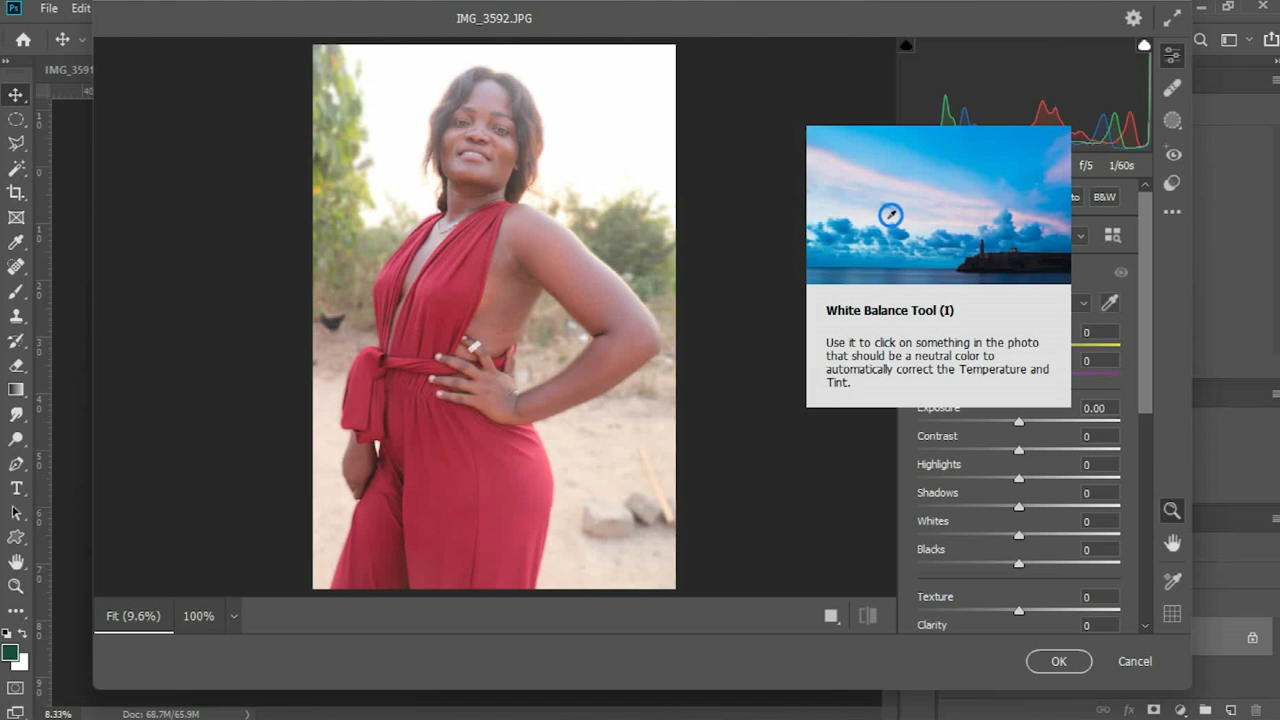 Ps File Edit
IMG_3592.JPG
IMG_3591
f/5 1/60s
B&W
White Balance Tool (I)
Use it to click on something in the photo
that should be a neutral color to
automatically correct the Temperature and
Tint.
0
0
Exposure 0.00
Contrast 0
Highlights 0
Shadows 0
Whites 0
Blacks 0
Texture 0
Clarity 0
Fit (9.6%) 100%
OK Cancel
8.33% Doc: 68.7M/65.9M
fx